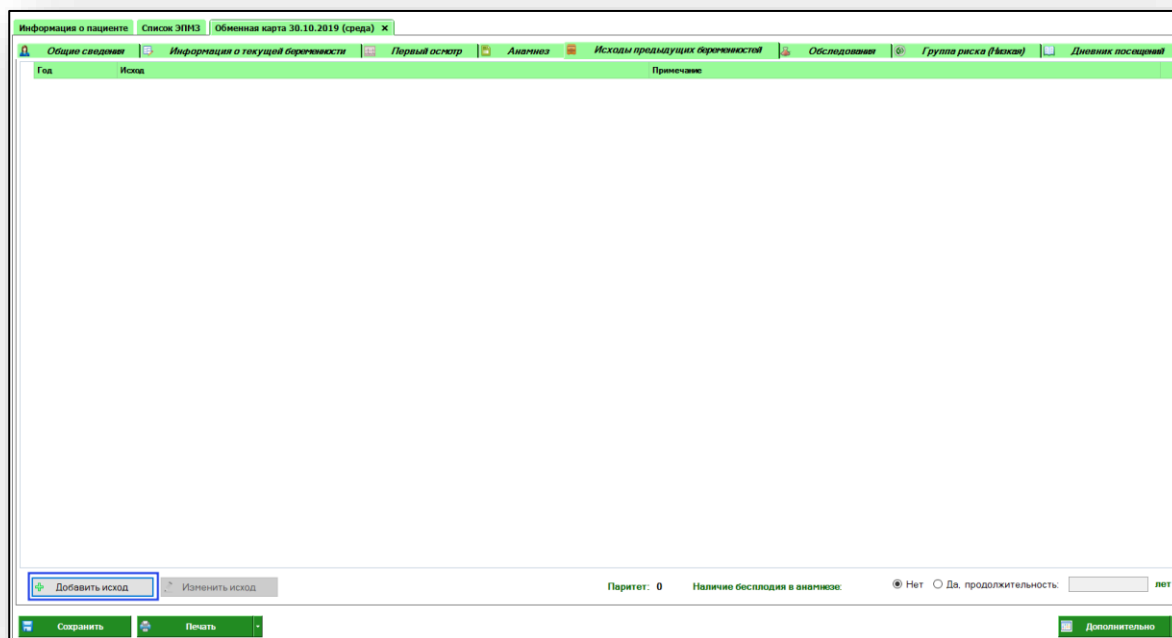 Информация о пациенте Список ЭПМЗ Обменная карта 30.10.2019 (среда) ×
Общие сведения Информация о текущей беременности Первый осмотр Анамнез Исходы предыдущих беременностей Обследования Группа риска (Низкая) Дневник посещений
Год Исход Примечание
Добавить исход Изменить исход Паритет: 0 Наличие бесплодия в анамнезе: Нет Да, продолжительность: лет
Сохранить Печать Дополнительно